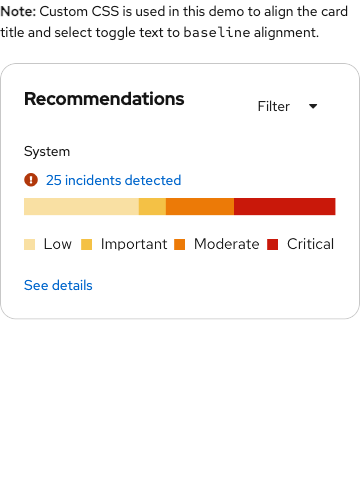 Note: Custom CSS is used in this demo to align the card
title and select toggle text to baseline alignment.
Recommendations
Filter
System
25 incidents detected
Low Important Moderate Critical
See details